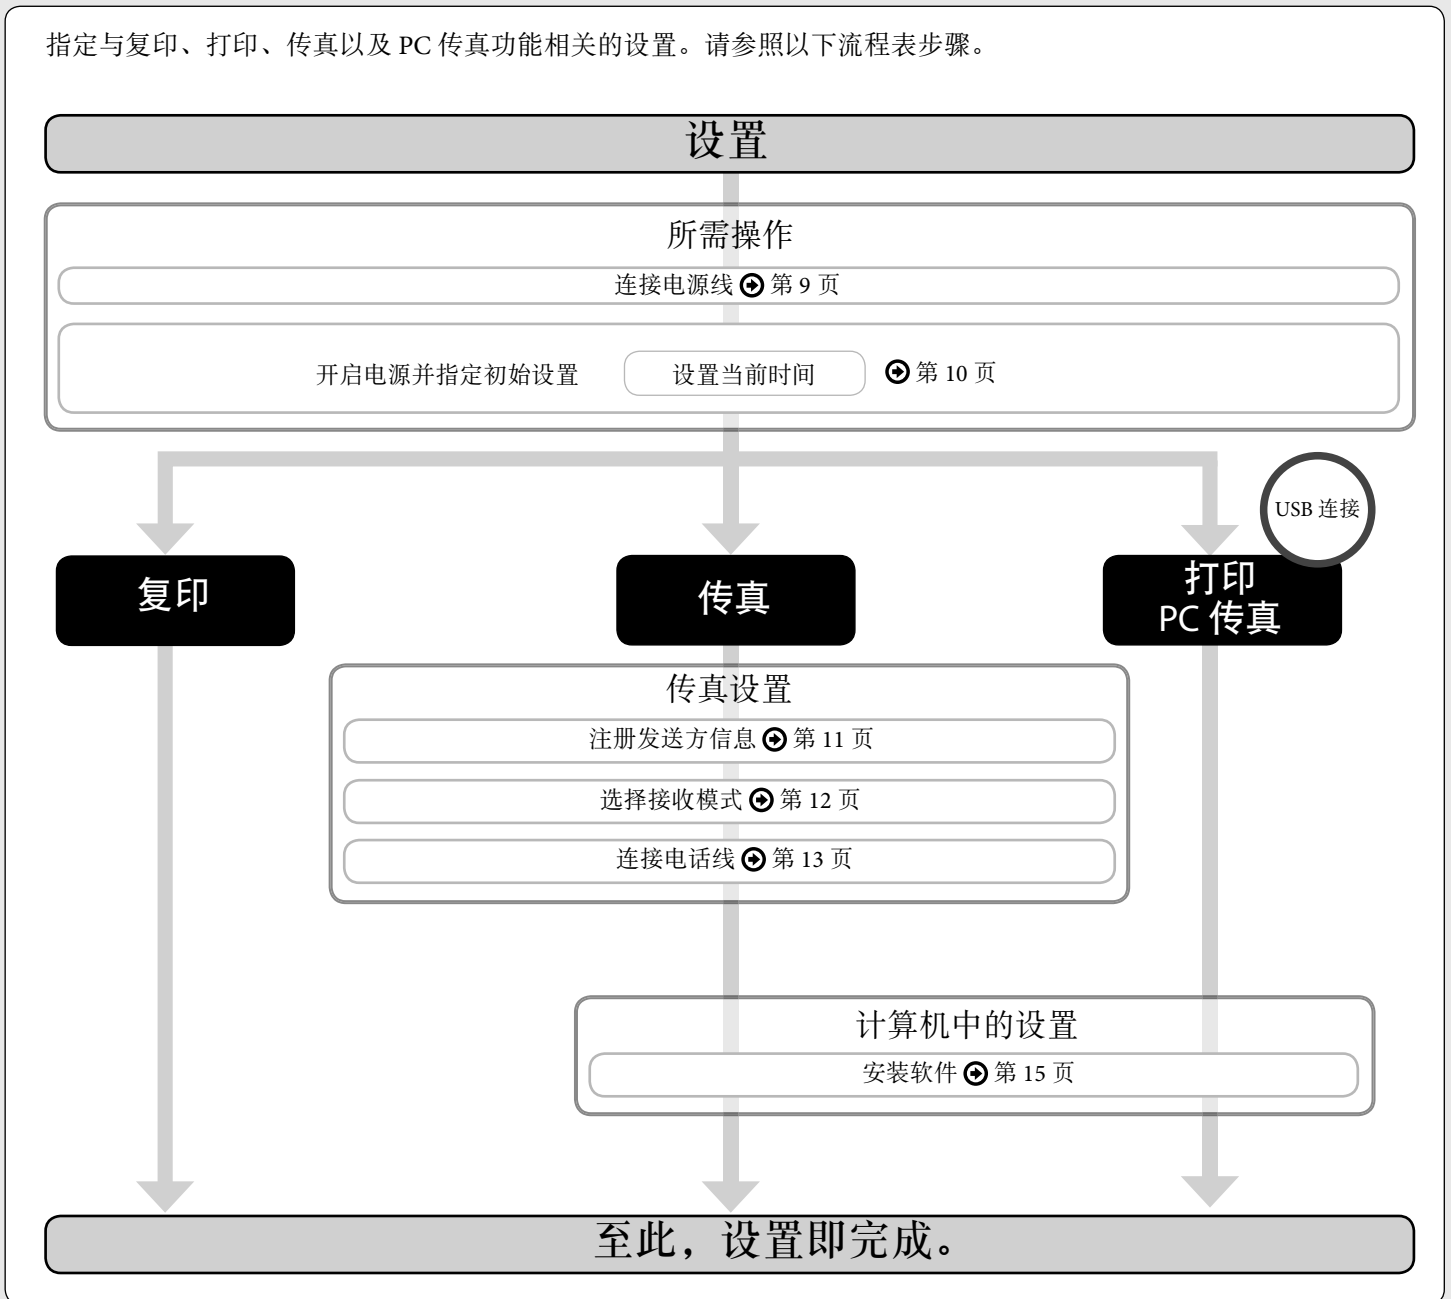 指定与复印、打印、传真以及 PC 传真功能相关的设置。请参照以下流程表步骤。
设置
所需操作
连接电源线 第 9 页
开启电源并指定初始设置 设置当前时间 第 10 页
USB 连接
复印
传真
打印
PC 传真
传真设置
注册发送方信息 第 11 页
选择接收模式 第 12 页
连接电话线 第 13 页
计算机中的设置
安装软件 第 15 页
至此，设置即完成。